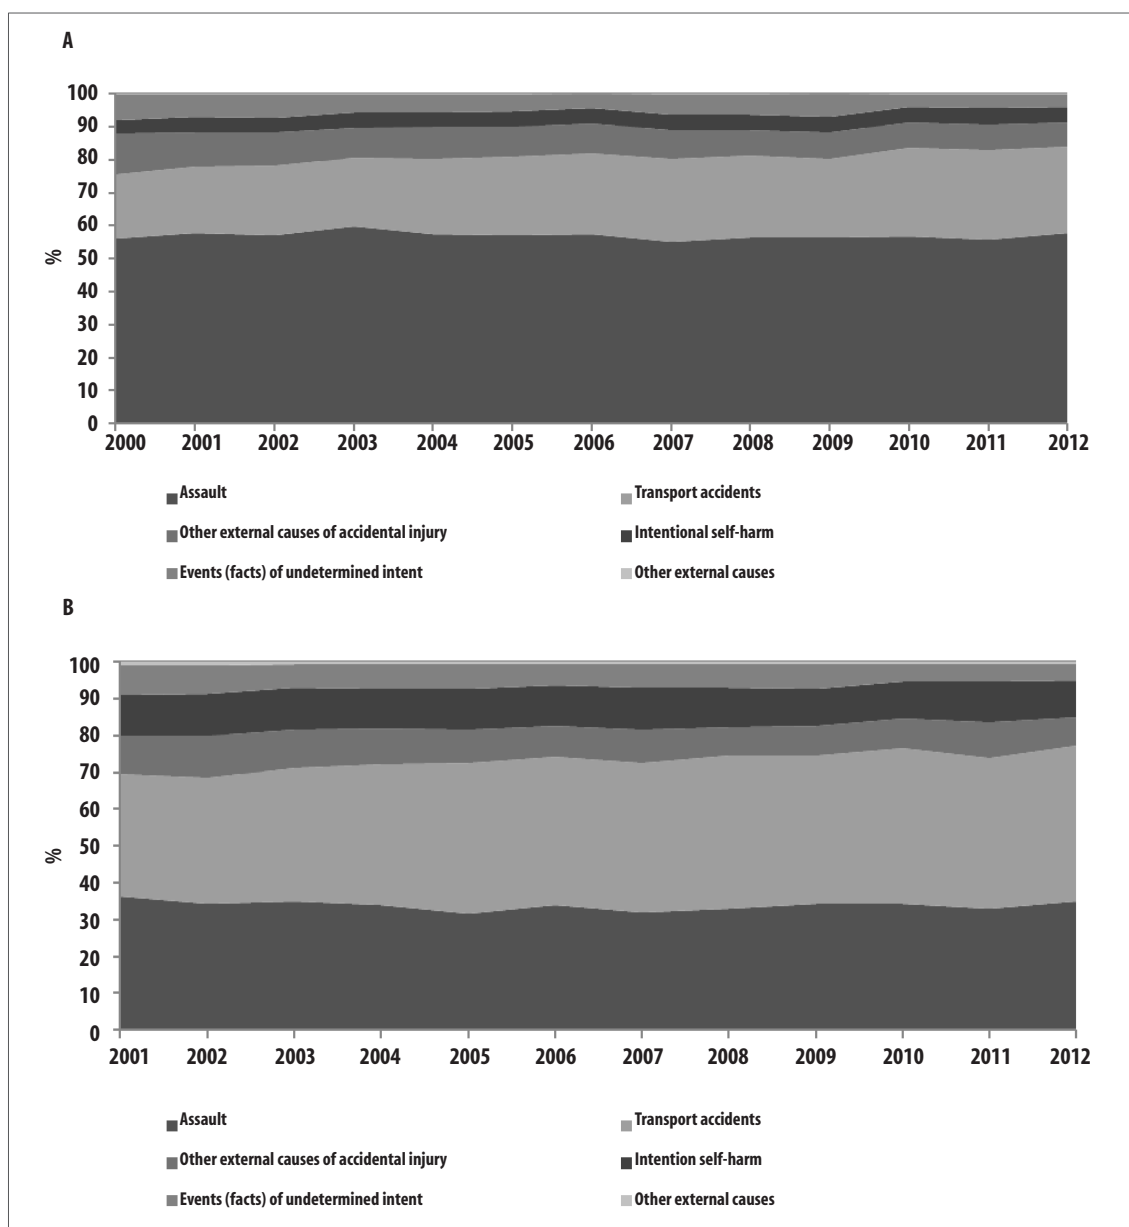 A
100
90
80
70
60
50
40
30
20
10
0
%
2000 2001 2002 2003 2004 2005 2006 2007 2008 2009 2010 2011 2012
Assault Transport accidents
Other external causes of accidental injury Intentional self-harm
Events (facts) of undetermined intent Other external causes
B
100
90
80
70
60
50
40
30
20
10
0
%
2001 2002 2003 2004 2005 2006 2007 2008 2009 2010 2011 2012
Assault Transport accidents
Other external causes of accidental injury Intention self-harm
Events (facts) of undetermined intent Other external causes